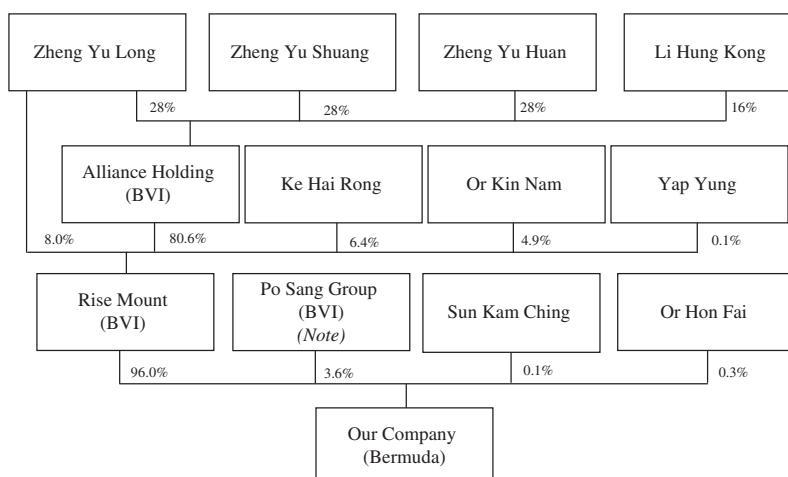 Zheng Yu Long
Zheng Yu Shuang
Zheng Yu Huan
Li Hung Kong
28%
28%
28%
16%
Alliance Holding
(BVI)
Ke Hai Rong
Or Kin Nam
Yap Yung
8.0%
80.6%
6.4%
4.9%
0.1%
Rise Mount
(BVI)
Po Sang Group
(BVI)
(Note)
Sun Kam Ching
Or Hon Fai
96.0%
3.6%
0.1%
0.3%
Our Company
(Bermuda)